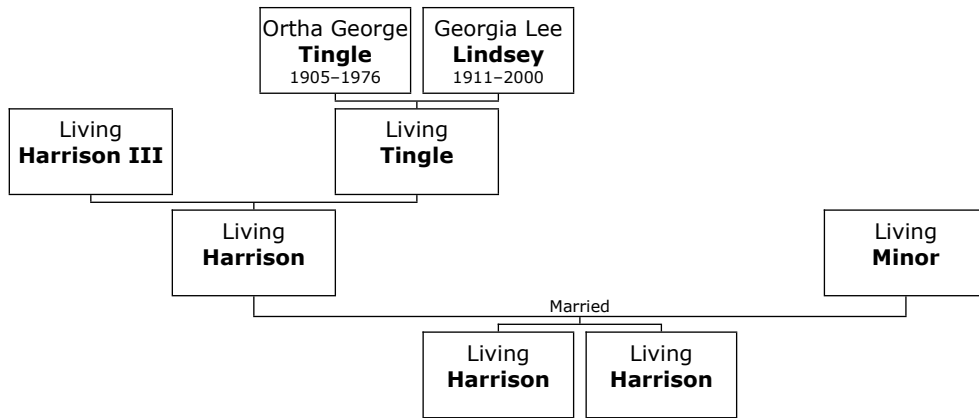 Ortha George
Tingle
1905–1976
Georgia Lee
Lindsey
1911–2000
Living
Harrison III
Living
Tingle
Living
Harrison
Living
Minor
Married
Living
Harrison
Living
Harrison